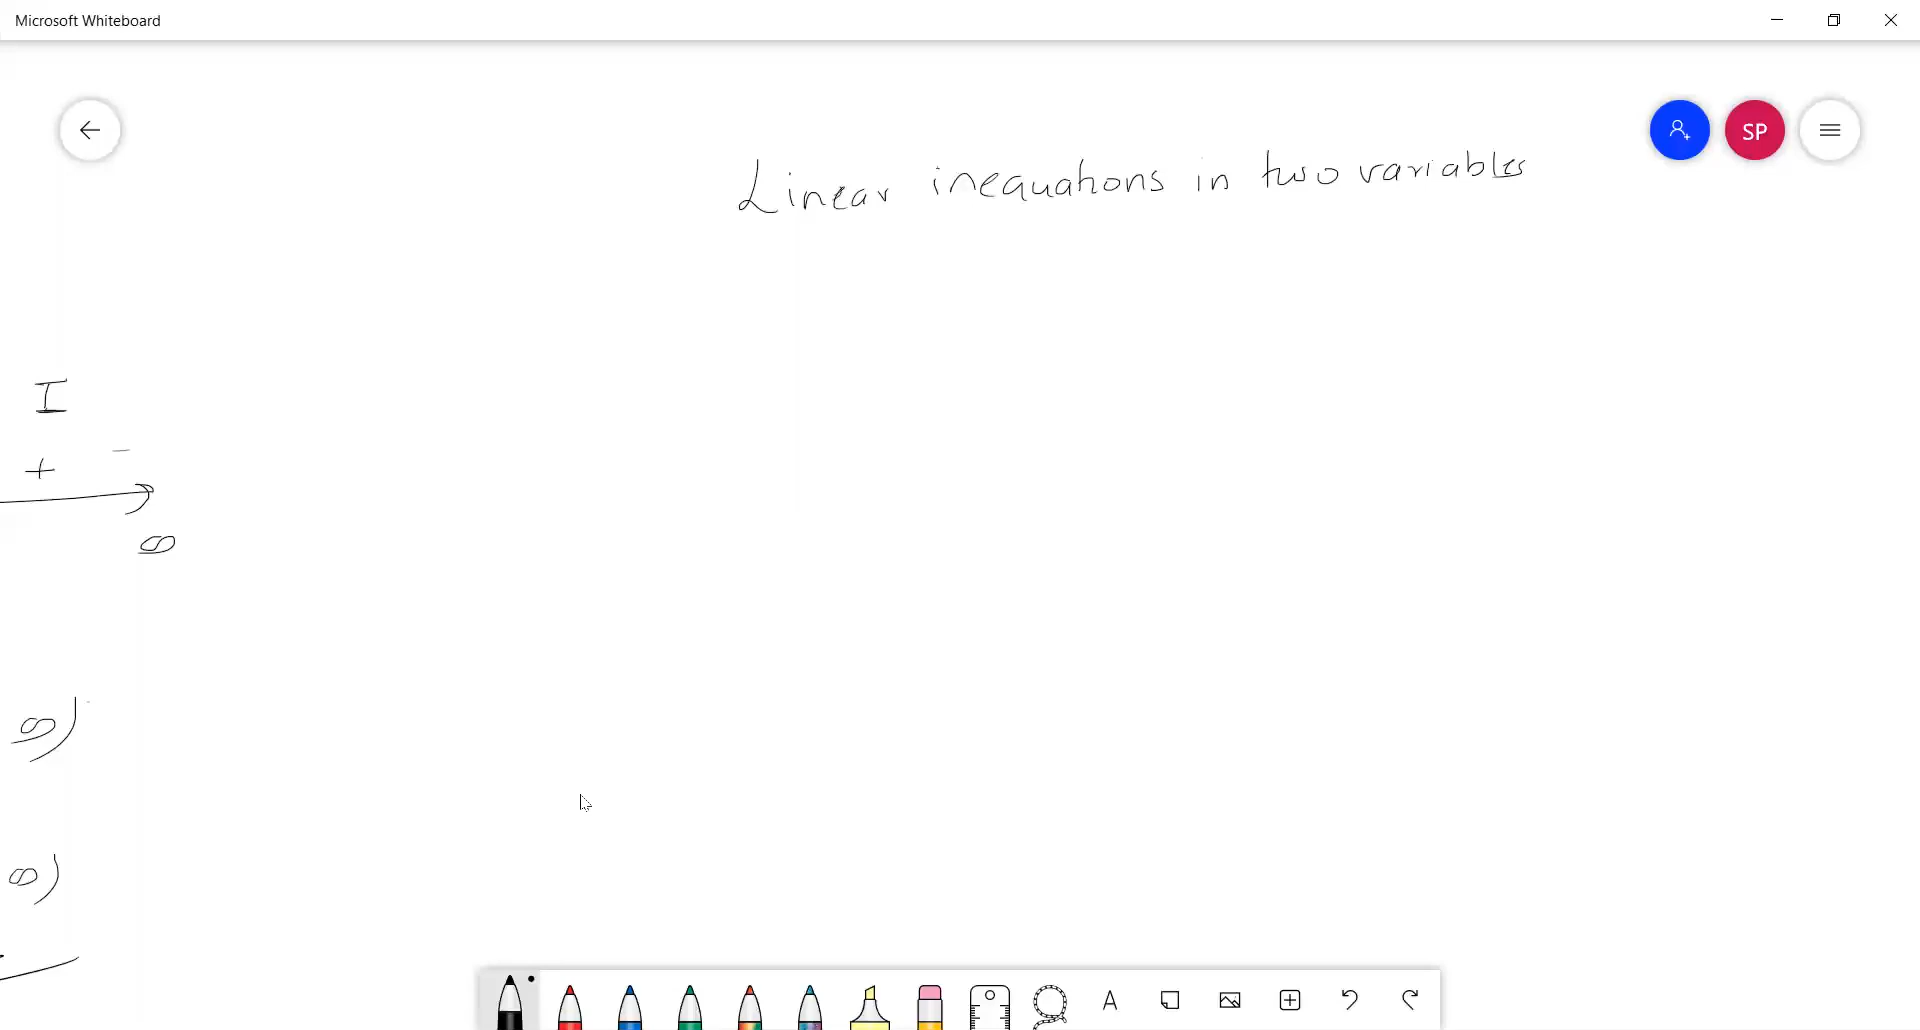 Microsoft Whiteboard
SP
Linear inequations in two variables
I
+ -
∞
∞)
∞)